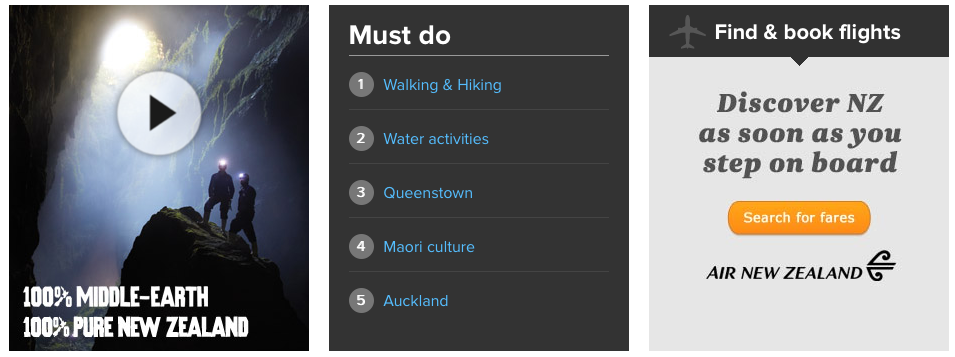 100% MIDDLE-EARTH
100% PURE NEW ZEALAND
Must do
1 Walking & Hiking
2 Water activities
3 Queenstown
4 Maori culture
5 Auckland
Find & book flights
Discover NZ
as soon as you
step on board
Search for fares
AIR NEW ZEALAND